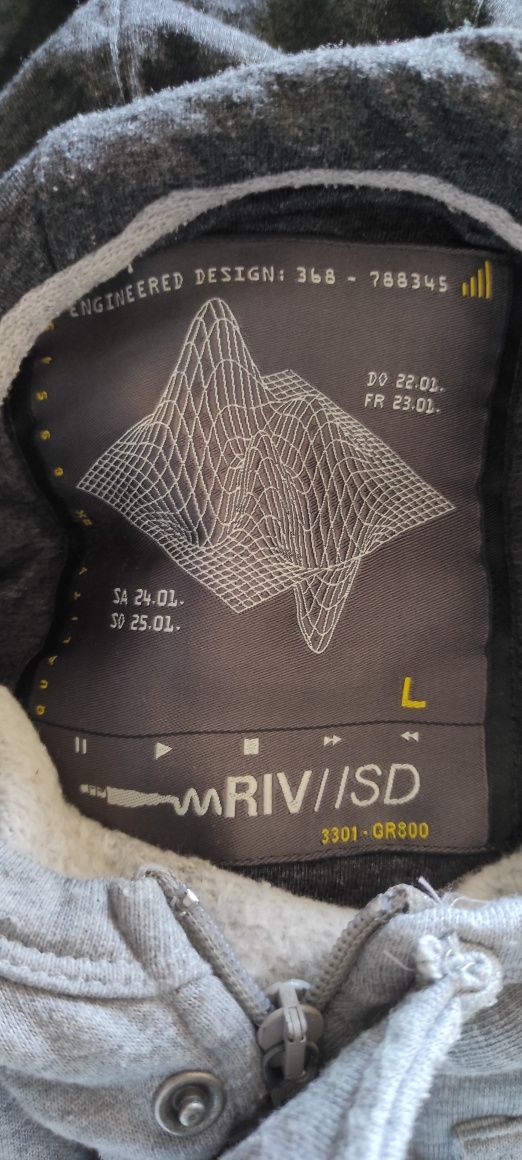 ENGINEERED DESIGN: 368 - 788345
DO 22.01.
FR 23.01.
SA 24.01.
SO 25.01.
QUALITY
L
RIV//SD
3301-GR800